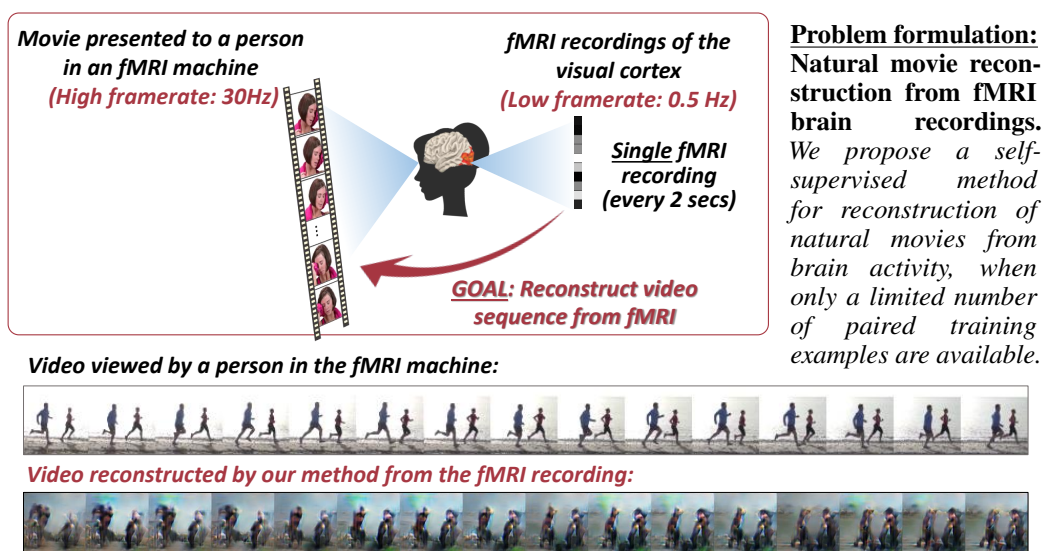 Movie presented to a person
in an fMRI machine
(High framerate: 30Hz)
fMRI recordings of the
visual cortex
(Low framerate: 0.5 Hz)
Single fMRI
recording
(every 2 secs)
GOAL: Reconstruct video
sequence from fMRI
Problem formulation:
Natural movie recon-
struction from fMRI
brain recordings.
We propose a self-
supervised method
for reconstruction of
natural movies from
brain activity, when
only a limited number
of paired training
examples are available.
Video viewed by a person in the fMRI machine:
Video reconstructed by our method from the fMRI recording: